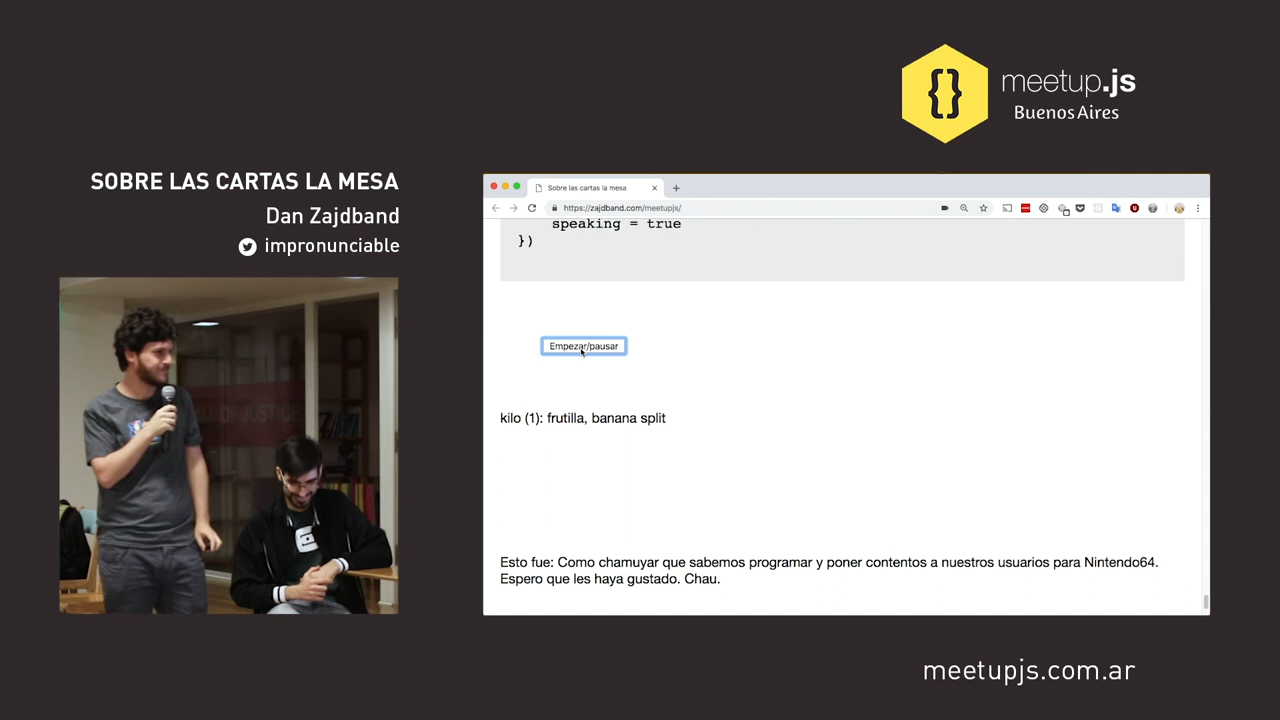 {}
meetup.js
Buenos Aires
SOBRE LAS CARTAS LA MESA
Dan Zajdband
impronunciable
Sobre las cartas la mesa
https://zajdband.com/meetupjs/
speaking = true
})
Empezar/pausar
kilo (1): frutilla, banana split
Esto fue: Como chamuyar que sabemos programar y poner contentos a nuestros usuarios para Nintendo64.
Espero que les haya gustado. Chau.
OF JUSTICE
meetupjs.com.ar